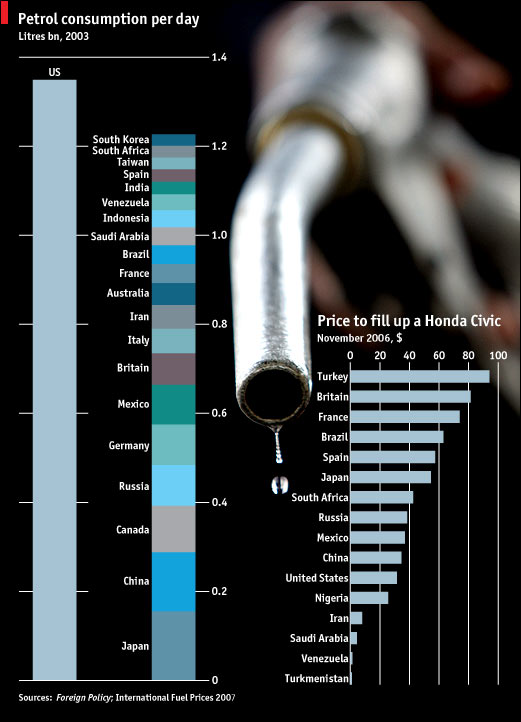 Petrol consumption per day
Litres bn, 2003
1.4
US
South Korea
1.2
South Africa
Taiwan
Spain
India
Venezuela
Indonesia
Saudi Arabia
1.0
Brazil
France
Australia
Iran
0.8
Italy
Britain
Mexico
0.6
Germany
Russia
0.4
Canada
China
0.2
Japan
0
Price to fill up a Honda Civic
November 2006, $
0 20 40 60 80 100
Turkey
Britain
France
Brazil
Spain
Japan
South Africa
Russia
Mexico
China
United States
Nigeria
Iran
Saudi Arabia
Venezuela
Turkmenistan
Sources: Foreign Policy; International Fuel Prices 2007